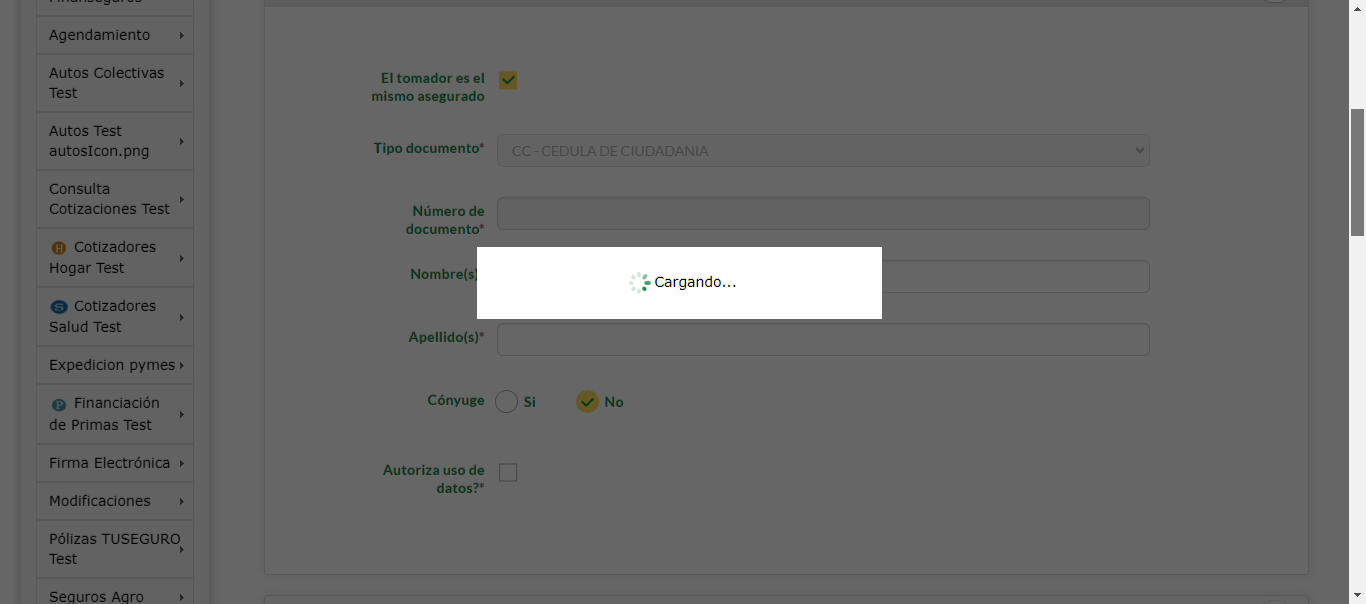 Finanseguros
Agendamiento
Autos Colectivas
Test
Autos Test
autosIcon.png
Consulta
Cotizaciones Test
H Cotizadores
Hogar Test
S Cotizadores
Salud Test
Expedicion pymes
P Financiación
de Primas Test
Firma Electrónica
Modificaciones
Pólizas TUSEGURO
Test
Seguros Agro
El tomador es el
mismo asegurado
Tipo documento*
CC - CEDULA DE CIUDADANIA
Número de
documento*
Nombre(s)
Cargando...
Apellido(s)*
Cónyuge
Si
No
Autoriza uso de
datos?*